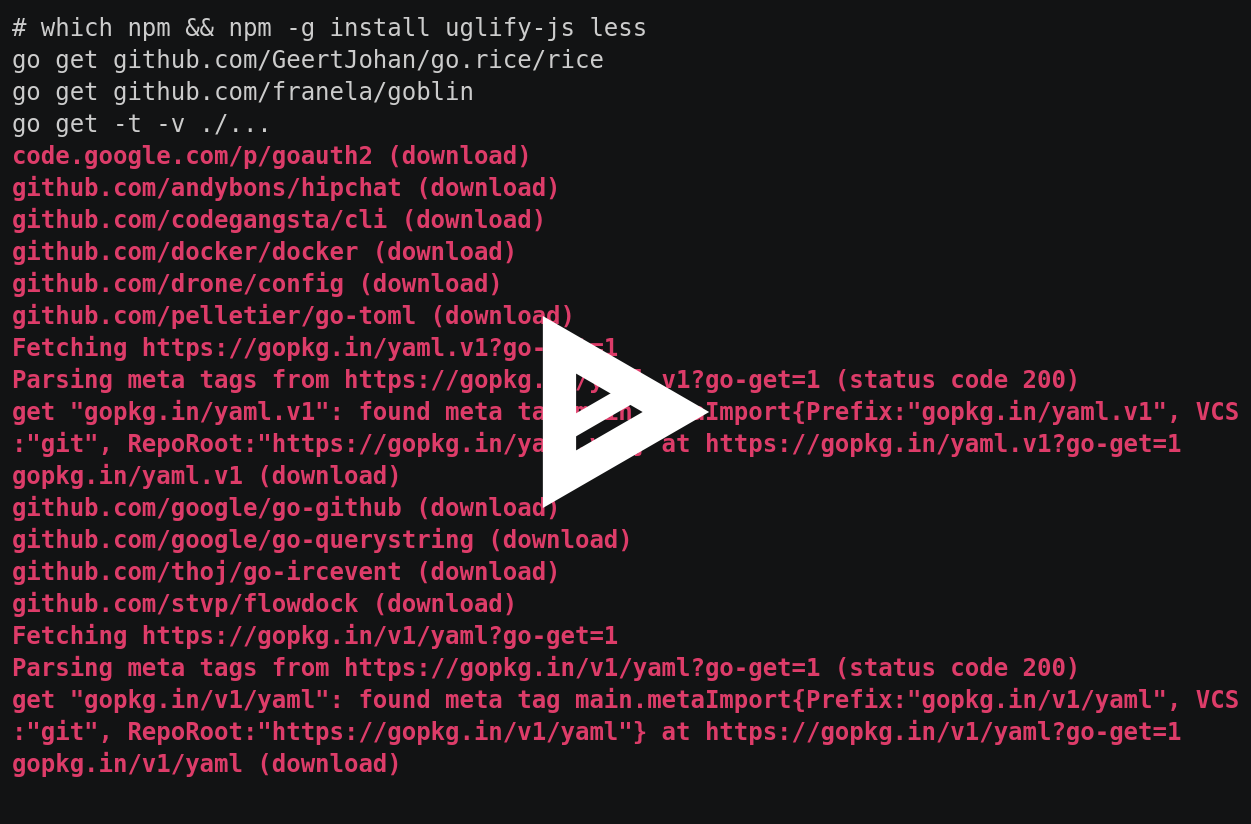 # which npm && npm -g install uglify-js less
go get github.com/GeertJohan/go.rice/rice
go get github.com/franela/goblin
go get -t -v ./...
code.google.com/p/goauth2 (download)
github.com/andybons/hipchat (download)
github.com/codegangsta/cli (download)
github.com/docker/docker (download)
github.com/drone/config (download)
github.com/pelletier/go-toml (download)
Fetching https://gopkg.in/yaml.v1?go-get=1
Parsing meta tags from https://gopkg.in/yaml.v1?go-get=1 (status code 200)
get "gopkg.in/yaml.v1": found meta tag main.metaImport{Prefix:"gopkg.in/yaml.v1", VCS
:"git", RepoRoot:"https://gopkg.in/yaml.v1"} at https://gopkg.in/yaml.v1?go-get=1
gopkg.in/yaml.v1 (download)
github.com/google/go-github (download)
github.com/google/go-querystring (download)
github.com/thoj/go-ircevent (download)
github.com/stvp/flowdock (download)
Fetching https://gopkg.in/v1/yaml?go-get=1
Parsing meta tags from https://gopkg.in/v1/yaml?go-get=1 (status code 200)
get "gopkg.in/v1/yaml": found meta tag main.metaImport{Prefix:"gopkg.in/v1/yaml", VCS
:"git", RepoRoot:"https://gopkg.in/v1/yaml"} at https://gopkg.in/v1/yaml?go-get=1
gopkg.in/v1/yaml (download)